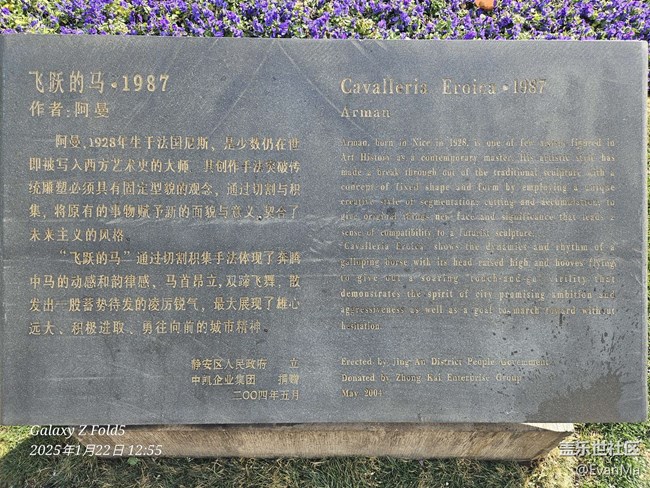 飞跃的马·1987
作者:阿曼
阿曼,1928年生于法国尼斯、是少数仍在世
即被写入西方艺术史的大师。其创作手法突破传
统雕塑必须具有固定型貌的观念,通过切割与积
集,将原有的事物赋予新的面貌与意义,契合了
未来主义的风格。
“飞跃的马”通过切割积集手法体现了奔腾
中马的动感和韵律感,马首昂立,双蹄飞舞,散
发出一股蓄势待发的凌厉锐气,最大展现了雄心
远大、积极进取、勇往向前的城市精神。
静安区人民政府 立
中凯企业集团 捐赠
二〇〇四年五月
Cavalleria Eroica·1987
Arman
Arman, born in Nice in 1928, is one of few artists figured in
Art History as a contemporary master. His artistic style has
made a break through out of the traditional sculpture with a
concept of fixed shape and form by employing a unique
creative style of segmentation, cutting and accumulation, to
give original things new face and significance that lends a
sense of compatibility to a futurist sculpture.
Cavalleria Eroica shows the dynamics and rhythm of a
galloping horse with its head raised high and hooves flying
to give out a soaring touch-and-go virility that
demonstrates the spirit of city promising ambition and
aggressiveness as well as a goal to march forward without
hesitation.
Erected by Jing An District People Government
Donated by Zhong Kai Enterprise Group
May 2004
Galaxy Z Fold5
2025年1月22日 12:55
盖乐世社区
@EvanMa